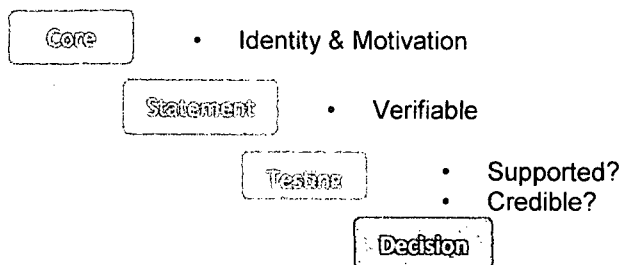 Core • Identity & Motivation
Statement • Verifiable
Testing • Supported?
• Credible?
Decision